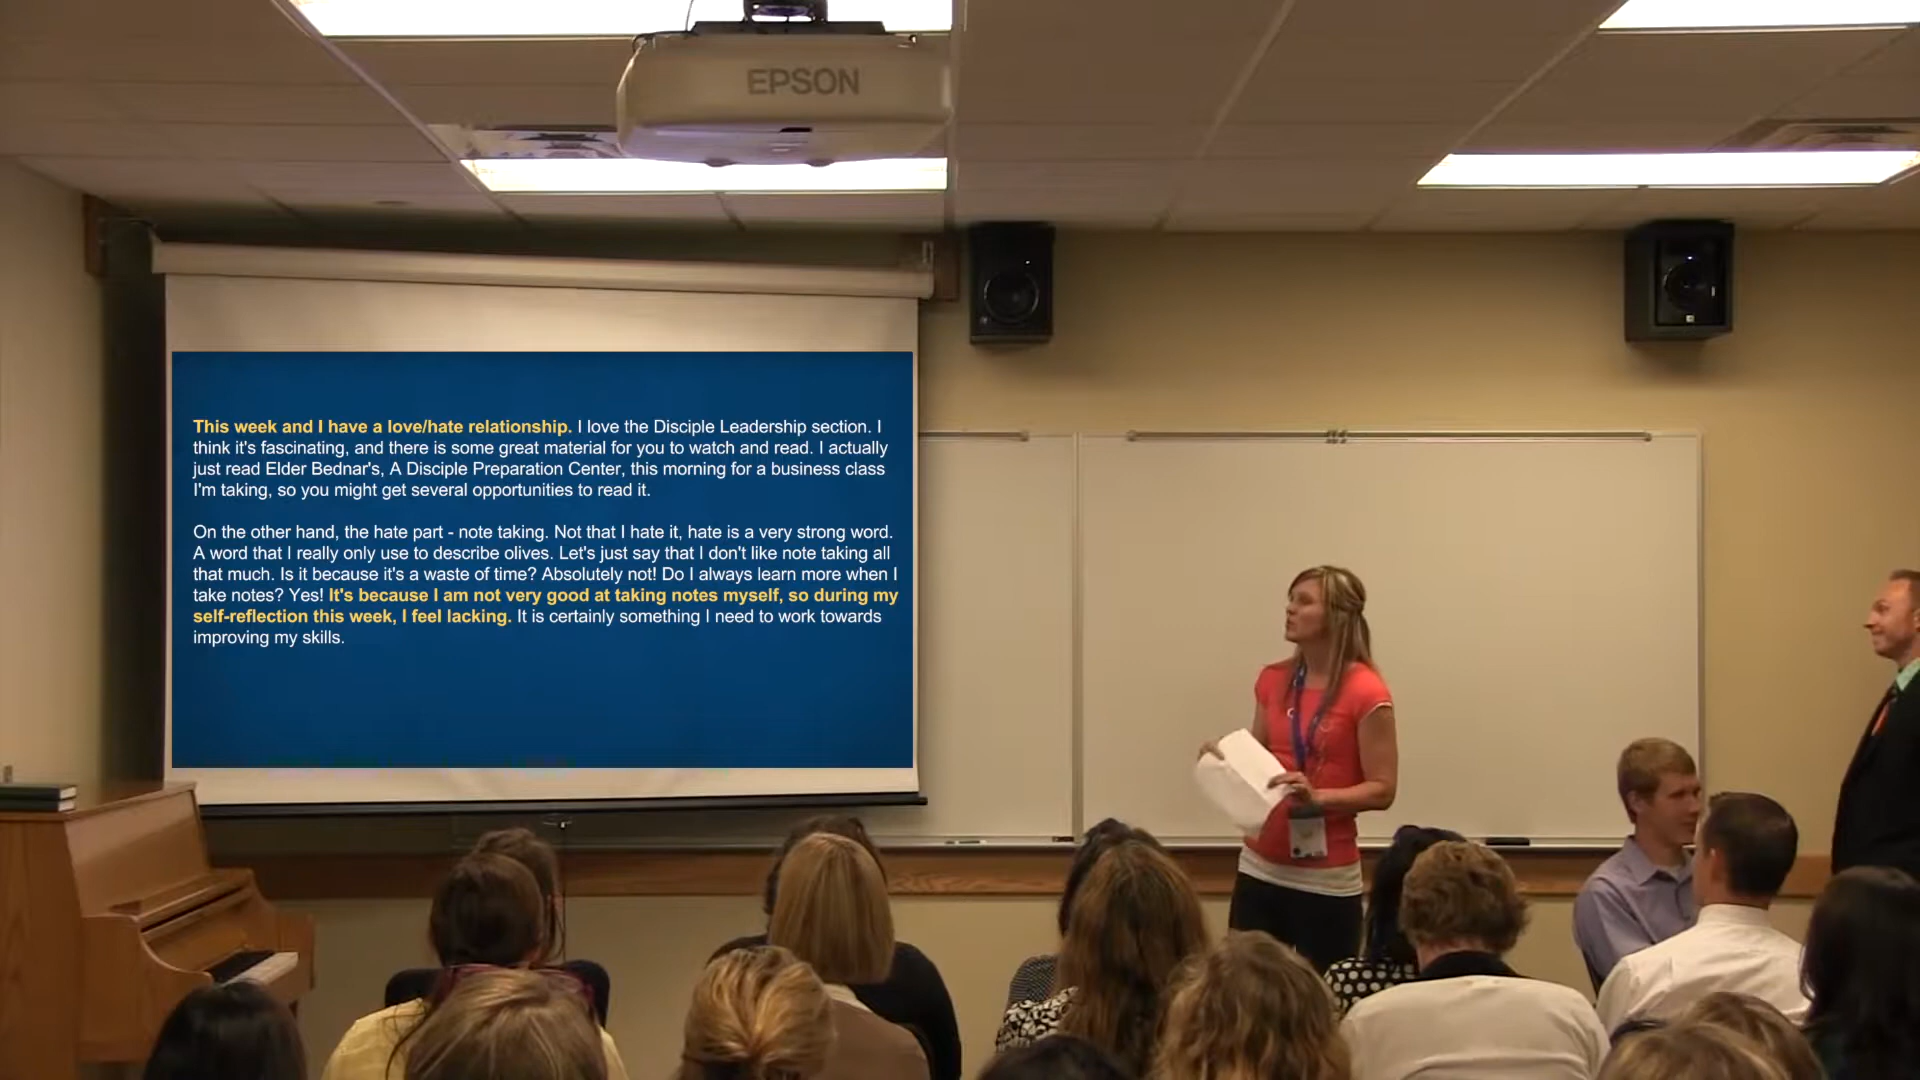 EPSON
This week and I have a love/hate relationship. I love the Disciple Leadership section. I
think it's fascinating, and there is some great material for you to watch and read. I actually
just read Elder Bednar's, A Disciple Preparation Center, this morning for a business class
I'm taking, so you might get several opportunities to read it.
On the other hand, the hate part - note taking. Not that I hate it, hate is a very strong word.
A word that I really only use to describe olives. Let's just say that I don't like note taking all
that much. Is it because it's a waste of time? Absolutely not! Do I always learn more when I
take notes? Yes! It's because I am not very good at taking notes myself, so during my
self-reflection this week, I feel lacking. It is certainly something I need to work towards
improving my skills.